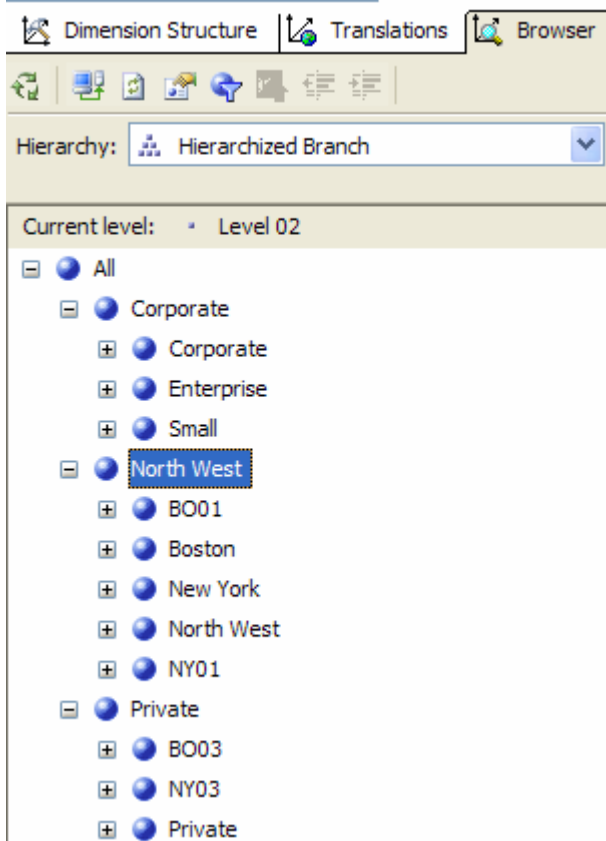 Dimension Structure Translations Browser
Hierarchy: Hierarchized Branch
Current level: Level 02
All
Corporate
Corporate
Enterprise
Small
North West
BO01
Boston
New York
North West
NY01
Private
BO03
NY03
Private